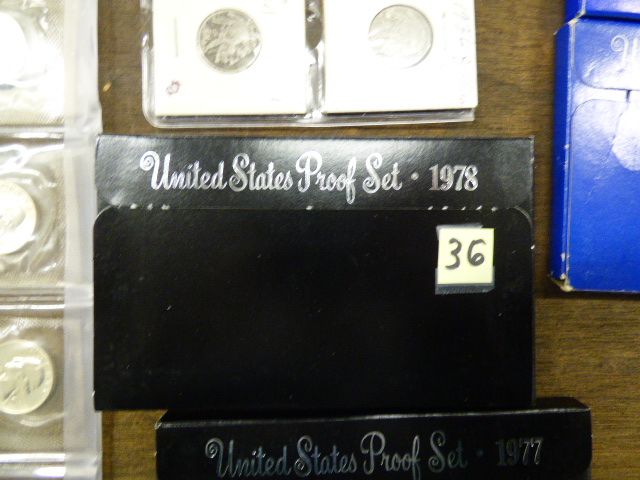 United States Proof Set · 1978
36
United States Proof Set · 1977